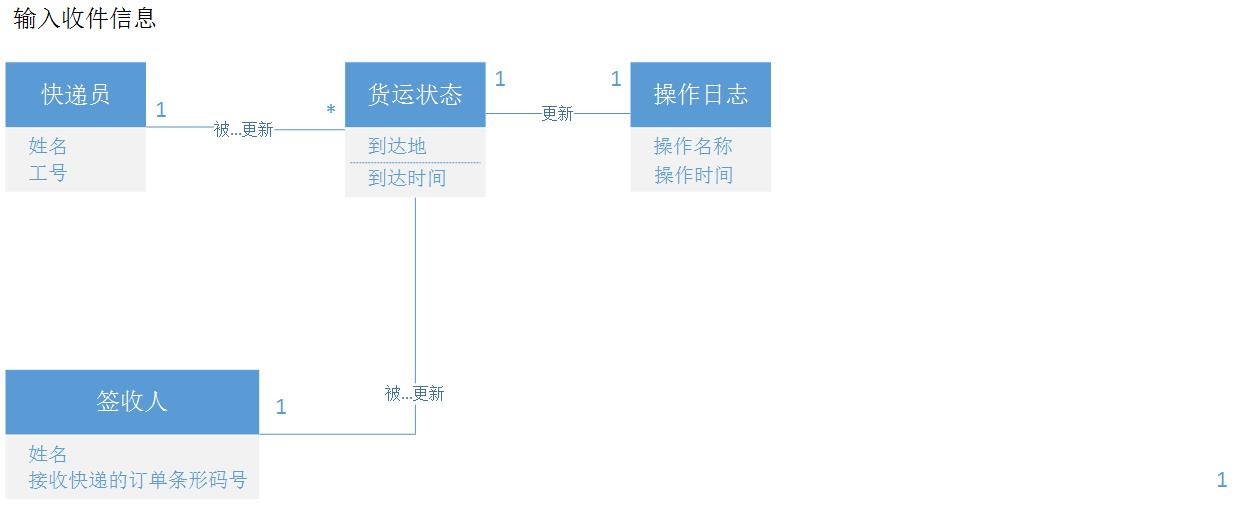 输入收件信息
快递员
1
被...更新
*
货运状态
1
更新
1
操作日志
姓名
工号
到达地
到达时间
操作名称
操作时间
被...更新
签收人
1
姓名
接收快递的订单条形码号
1